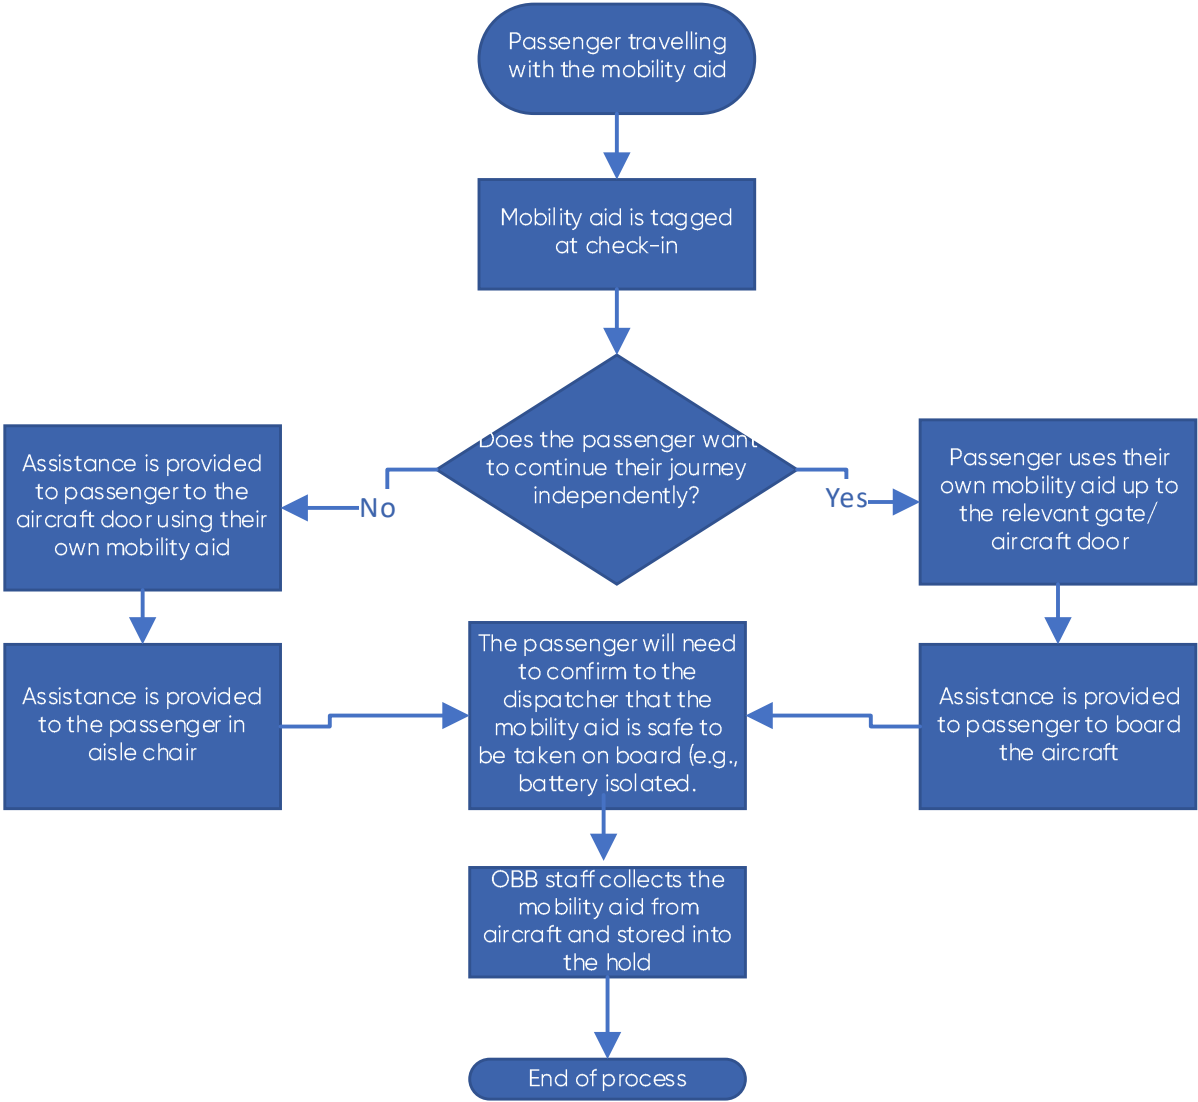 Passenger travelling
with the mobility aid
Mobility aid is tagged
at check-in
Does the passenger want
to continue their journey
independently?
No
Yes
Assistance is provided
to passenger to the
aircraft door using their
own mobility aid
Passenger uses their
own mobility aid up to
the relevant gate/
aircraft door
Assistance is provided
to the passenger in
aisle chair
The passenger will need
to confirm to the
dispatcher that the
mobility aid is safe to
be taken on board (e.g.,
battery isolated.
Assistance is provided
to passenger to board
the aircraft
OBB staff collects the
mobility aid from
aircraft and stored into
the hold
End of process